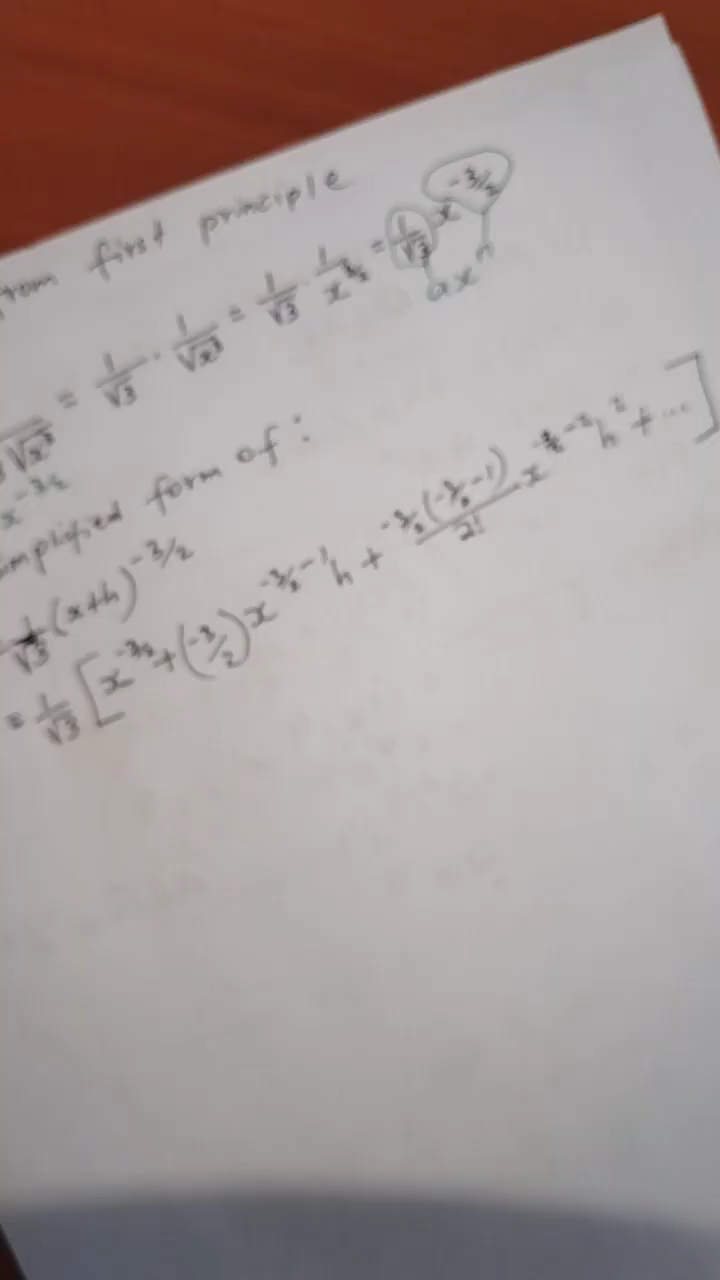 from first principle
√x³ = 1/√3 · 1/√x³ = 1/√3 · 1/x^3/2 = 1/√3 x^-3/2
ax^n
x^-3/2
simplified form of:
1/√3 (x+h)^-3/2
= 1/√3 [x^-3/2 + (-3/2) x^-3/2-1 h + -3/2(-3/2-1)/2! x^-3/2-2 h² + ...]